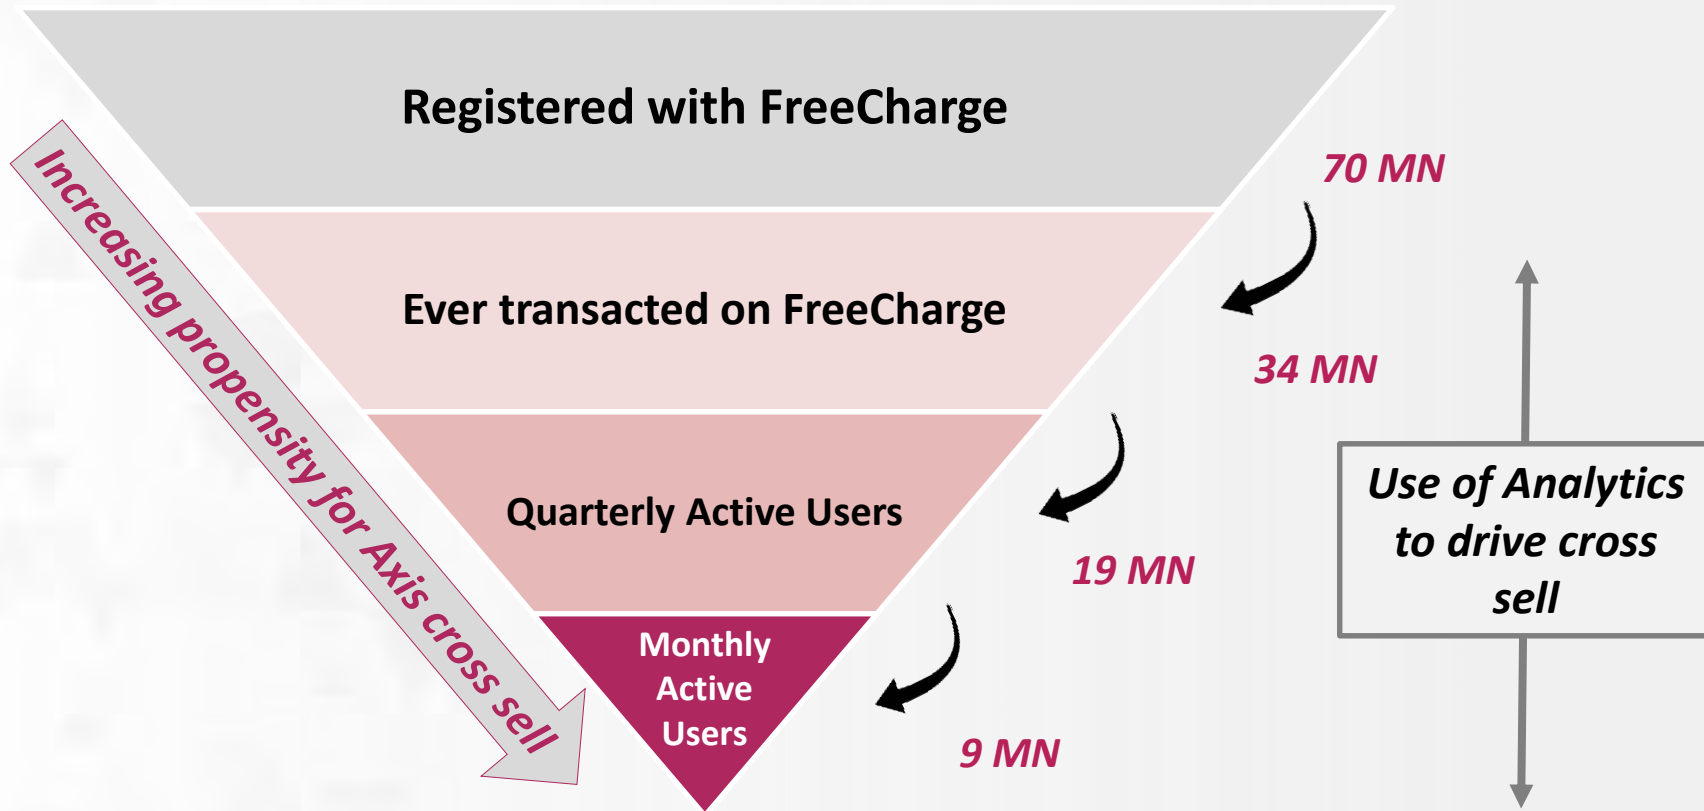 Registered with FreeCharge
70 MN
Increasing propensity for Axis cross sell
Ever transacted on FreeCharge
34 MN
Quarterly Active Users
19 MN
Use of Analytics
to drive cross
sell
Monthly
Active
Users
9 MN